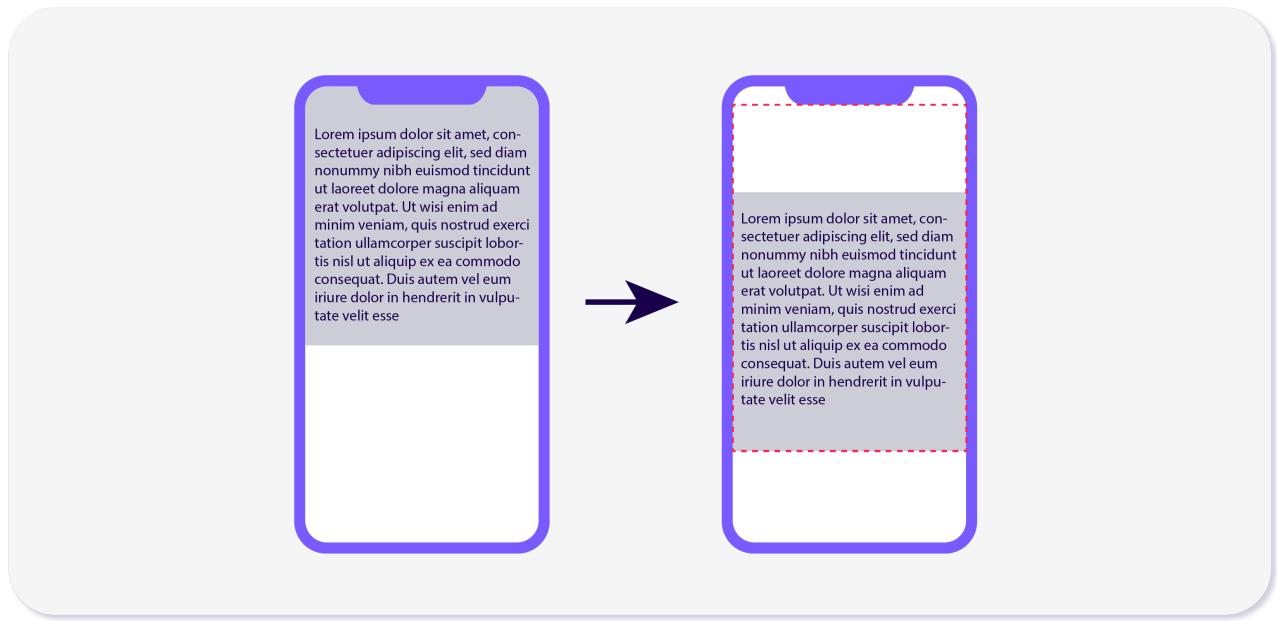 Lorem ipsum dolor sit amet, con-
sectetuer adipiscing elit, sed diam
nonummy nibh euismod tincidunt
ut laoreet dolore magna aliquam
erat volutpat. Ut wisi enim ad
minim veniam, quis nostrud exerci
tation ullamcorper suscipit lobor-
tis nisl ut aliquip ex ea commodo
consequat. Duis autem vel eum
iriure dolor in hendrerit in vulpu-
tate velit esse
Lorem ipsum dolor sit amet, con-
sectetuer adipiscing elit, sed diam
nonummy nibh euismod tincidunt
ut laoreet dolore magna aliquam
erat volutpat. Ut wisi enim ad
minim veniam, quis nostrud exerci
tation ullamcorper suscipit lobor-
tis nisl ut aliquip ex ea commodo
consequat. Duis autem vel eum
iriure dolor in hendrerit in vulpu-
tate velit esse